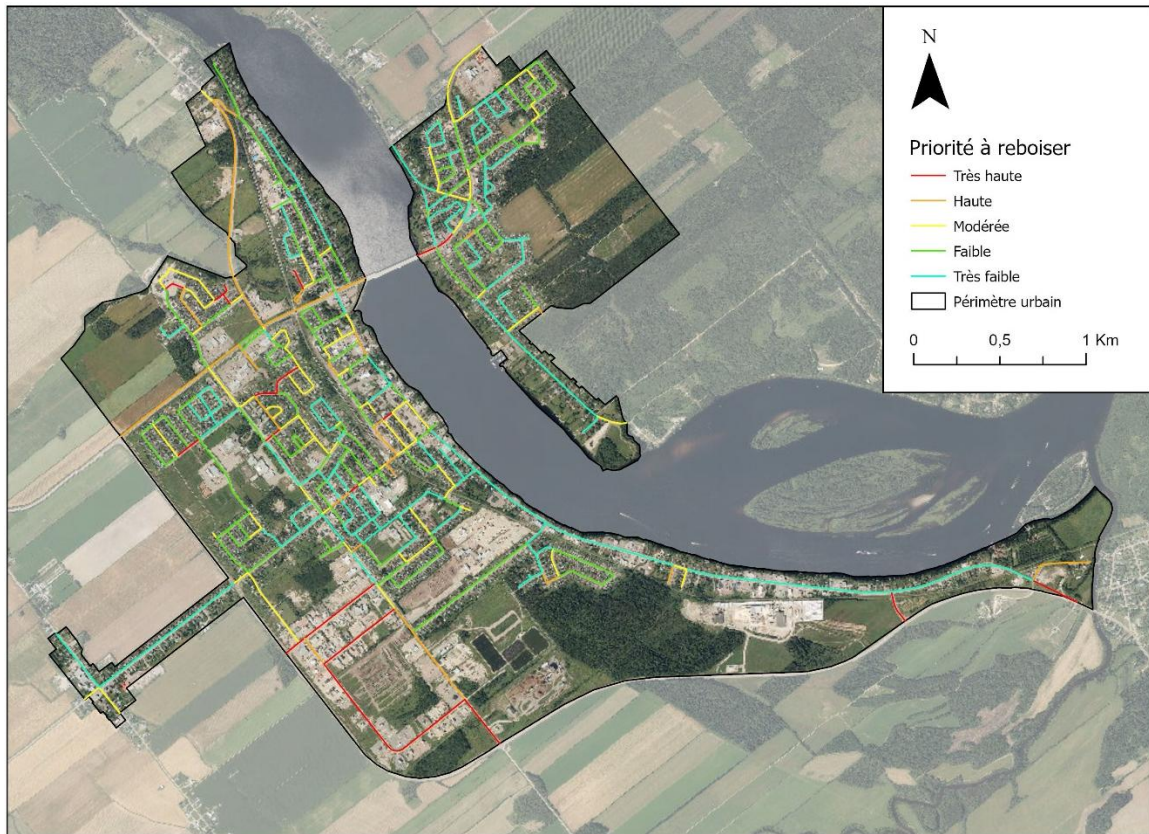 N
Priorité à reboiser
Très haute
Haute
Modérée
Faible
Très faible
Périmètre urbain
0 0,5 1 Km